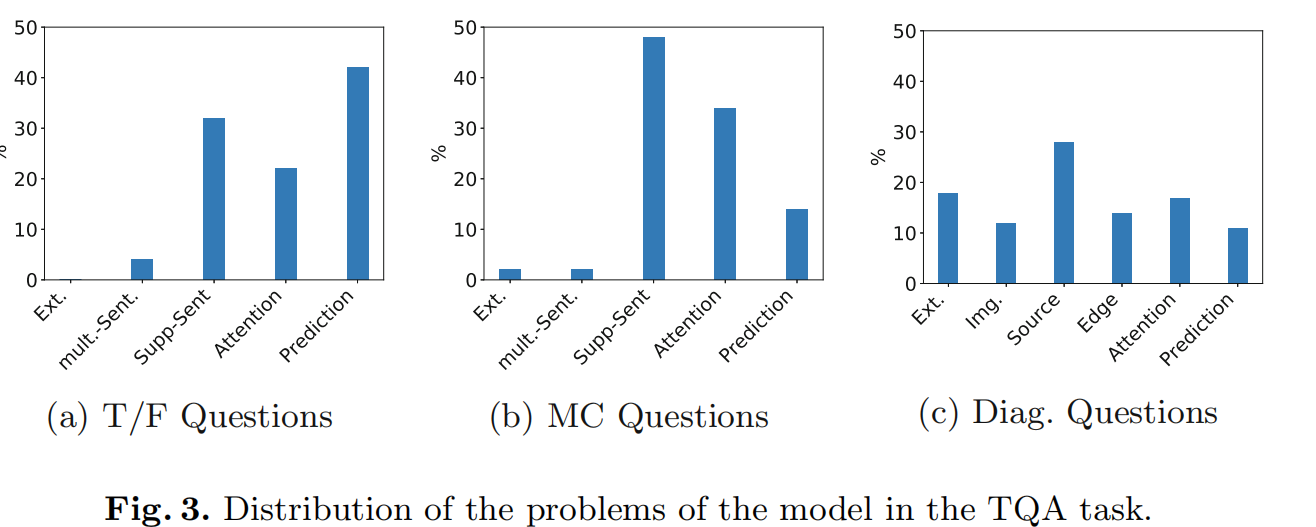 50
40
30
20
10
0
%
Ext.
mult.-Sent.
Supp-Sent
Attention
Prediction
(a) T/F Questions
50
40
30
20
10
0
%
Ext.
mult.-Sent.
Supp-Sent
Attention
Prediction
(b) MC Questions
50
40
30
20
10
0
%
Ext.
Img.
Source
Edge
Attention
Prediction
(c) Diag. Questions
Fig. 3. Distribution of the problems of the model in the TQA task.